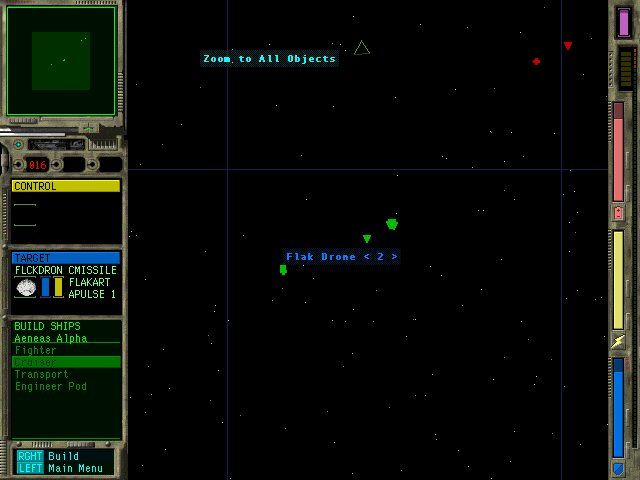 Zoom to All Objects
016
CONTROL
Flak Drone < 2 >
TARGET
FLCKDRON CMISSILE
FLAKART
APULSE 1
BUILD SHIPS
Aeneas Alpha
Fighter
Cruiser
Transport
Engineer Pod
RGHT Build
LEFT Main Menu